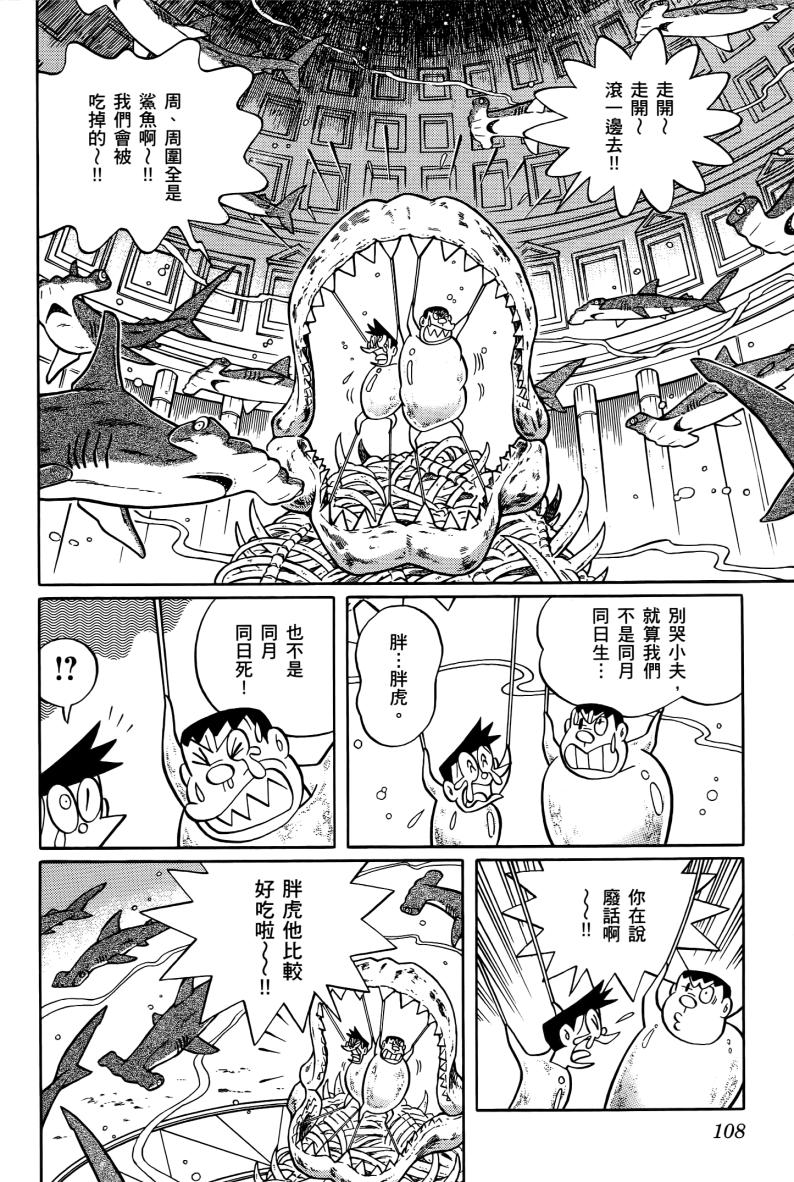 走開～
走開～
滾一邊去!!
周、周圍全是
鯊魚啊～!!
我們會被
吃掉的～!!
別哭小夫，
就算我們
不是同月
同日生…
胖…胖虎。
也不是
同月
同日死！
!?
你在說
廢話啊
～～!!
胖虎他比較
好吃啦～～!!
108